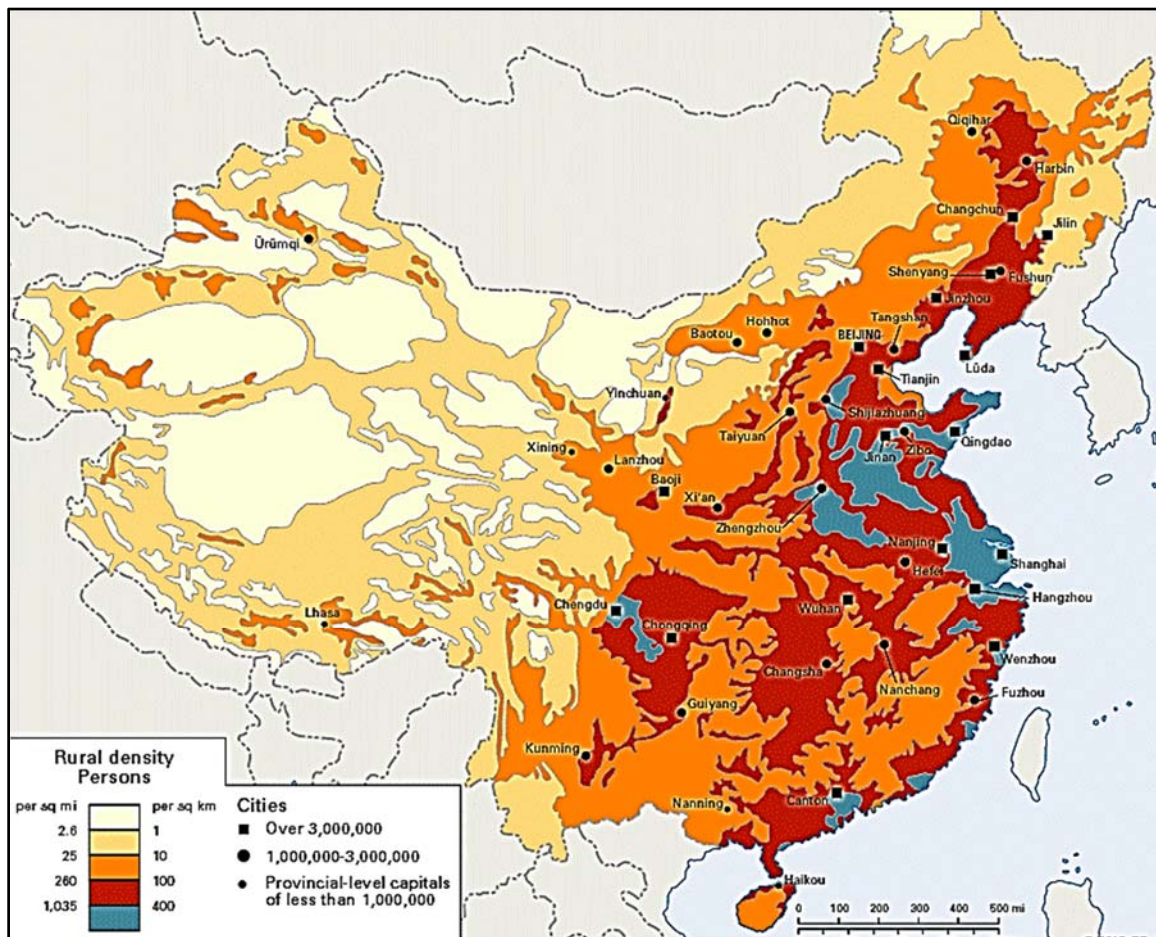 Qiqihar
Harbin
Changchun
Jilin
Ürümqi
Shenyang
Fushun
Jinzhou
Hohhot
Tangshan
Baotou
BEIJING
Lüda
Tianjin
Yinchuan
Shijiazhuang
Taiyuan
Qingdao
Xining
Jinan
Zibo
Lanzhou
Baoji
Xi'an
Zhengzhou
Nanjing
Shanghai
Hefei
Hangzhou
Chengdu
Wuhan
Lhasa
Chongqing
Wenzhou
Changsha
Nanchang
Fuzhou
Guiyang
Kunming
Canton
Nanning
Haikou
Rural density
Persons
per sq mi
per sq km
2.6
1
25
10
260
100
1,035
400
Cities
Over 3,000,000
1,000,000-3,000,000
Provincial-level capitals
of less than 1,000,000
0 100 200 300 400 500 mi